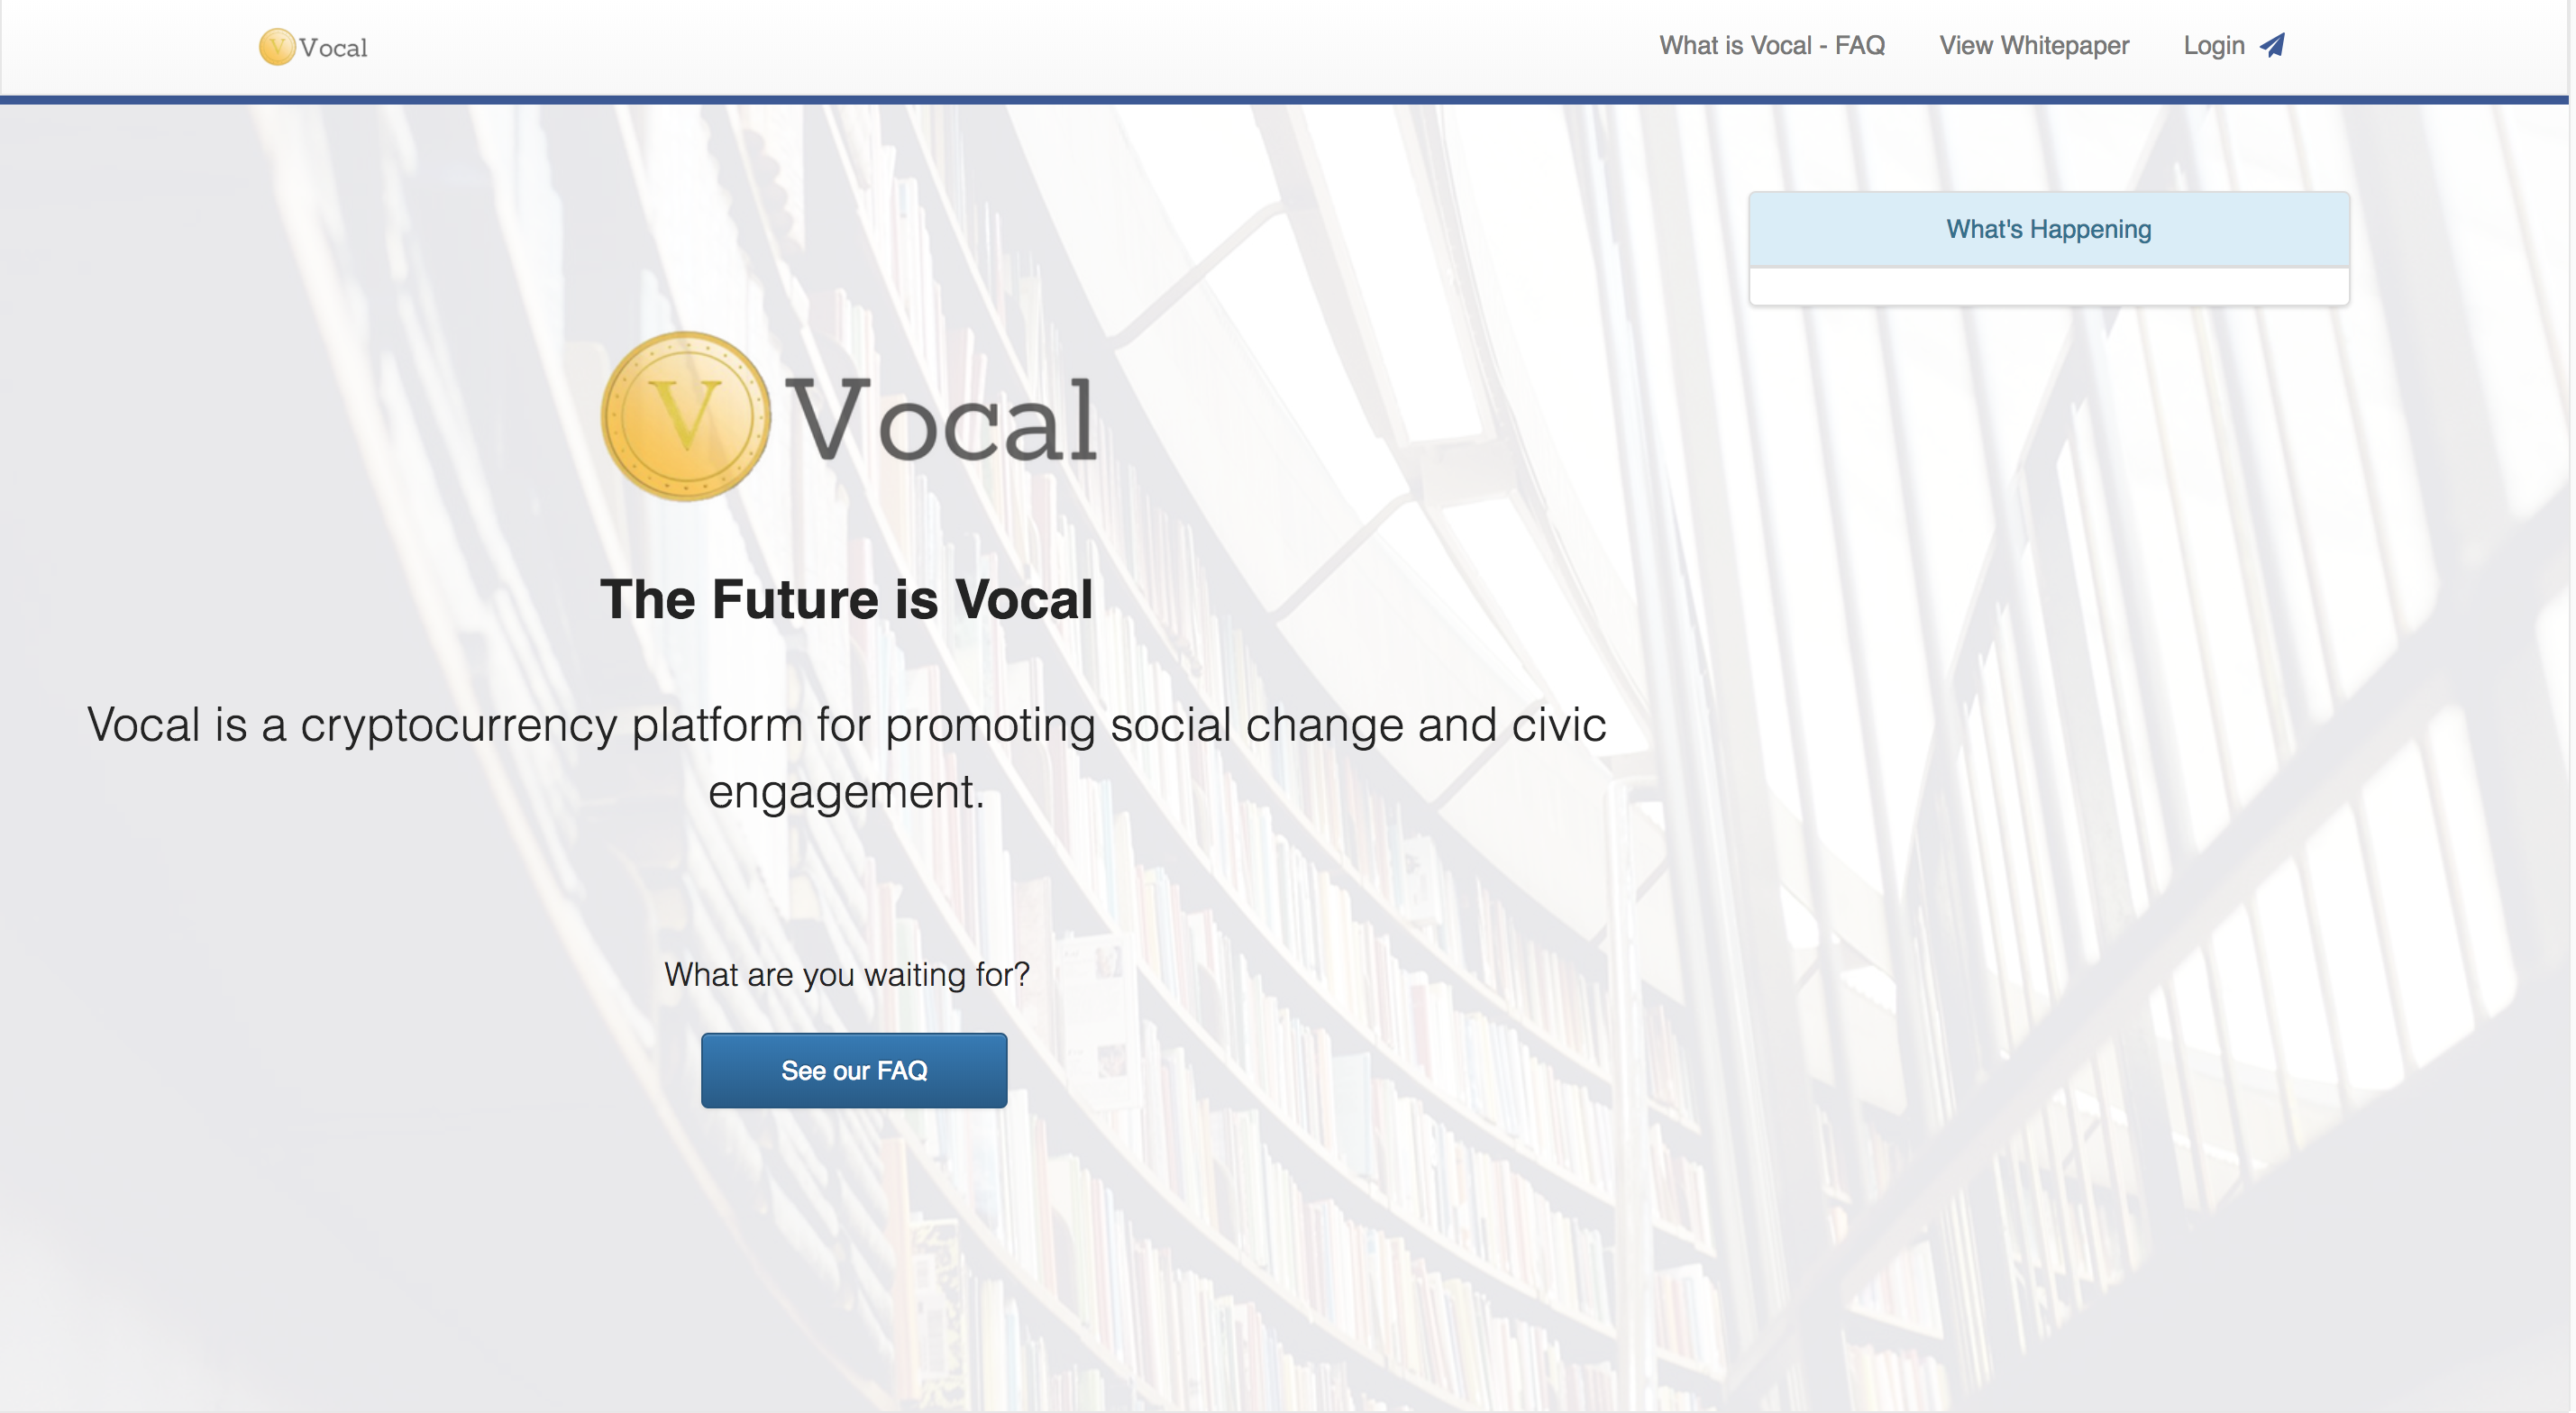 V Vocal
What is Vocal - FAQ
View Whitepaper
Login
What's Happening
V Vocal
The Future is Vocal
Vocal is a cryptocurrency platform for promoting social change and civic
engagement.
What are you waiting for?
See our FAQ